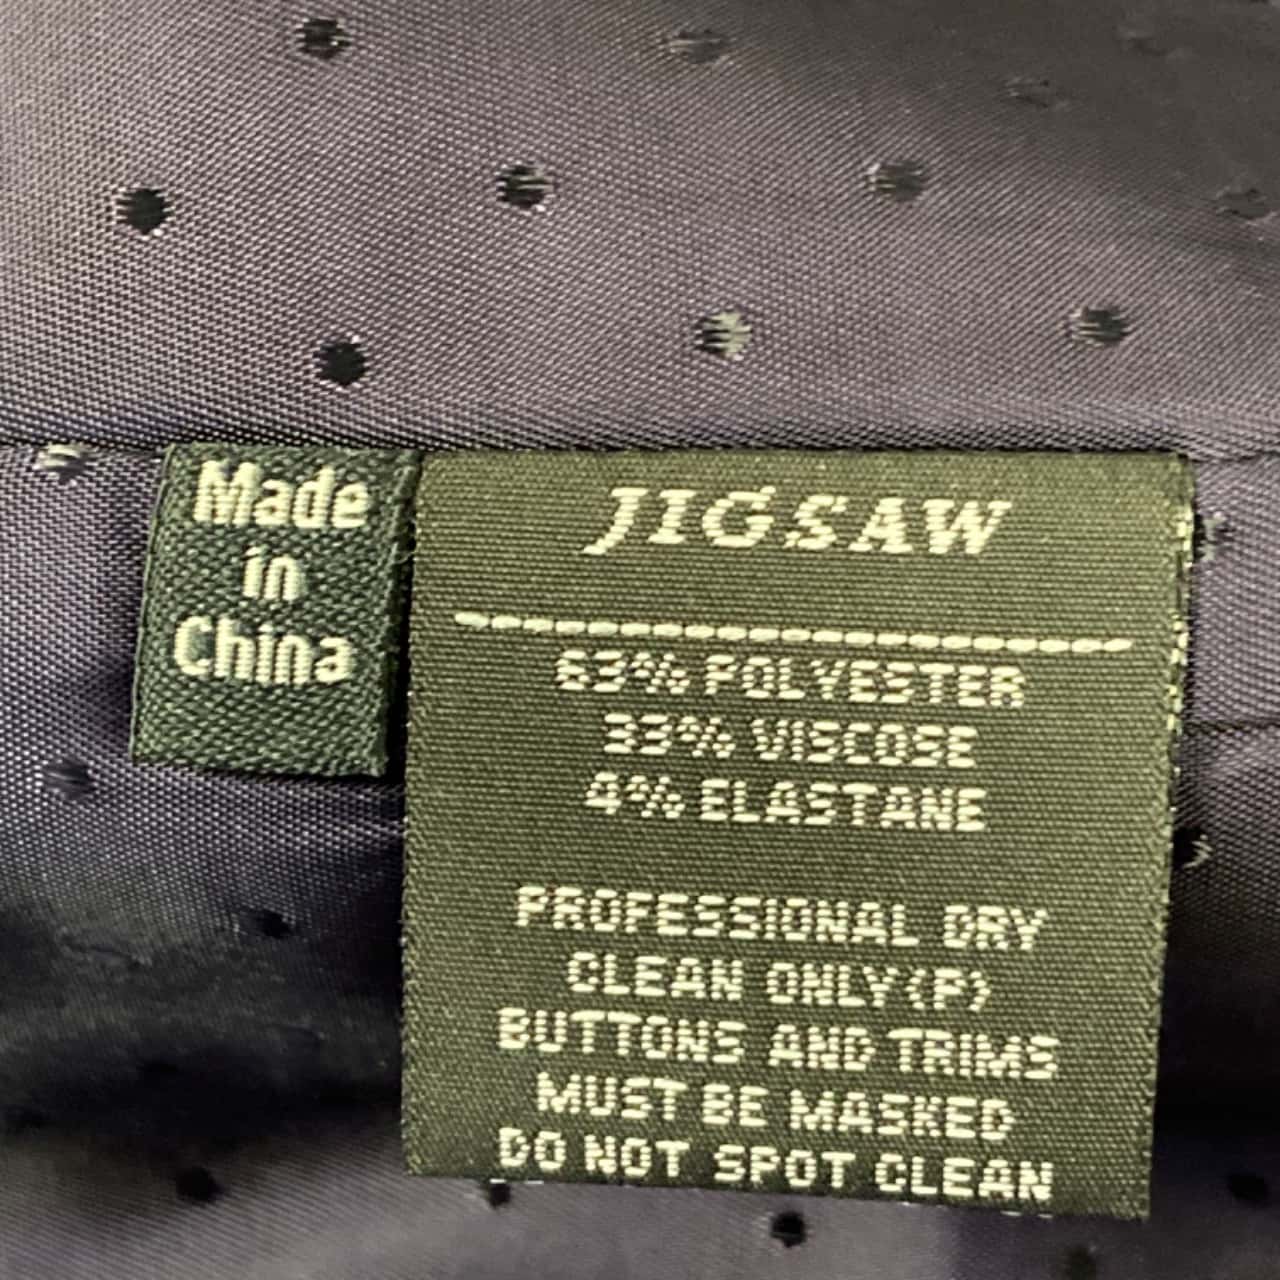 Made
in
China
JIGSAW
63% POLYESTER
33% VISCOSE
4% ELASTANE
PROFESSIONAL DRY
CLEAN ONLY(P)
BUTTONS AND TRIMS
MUST BE MASKED
DO NOT SPOT CLEAN